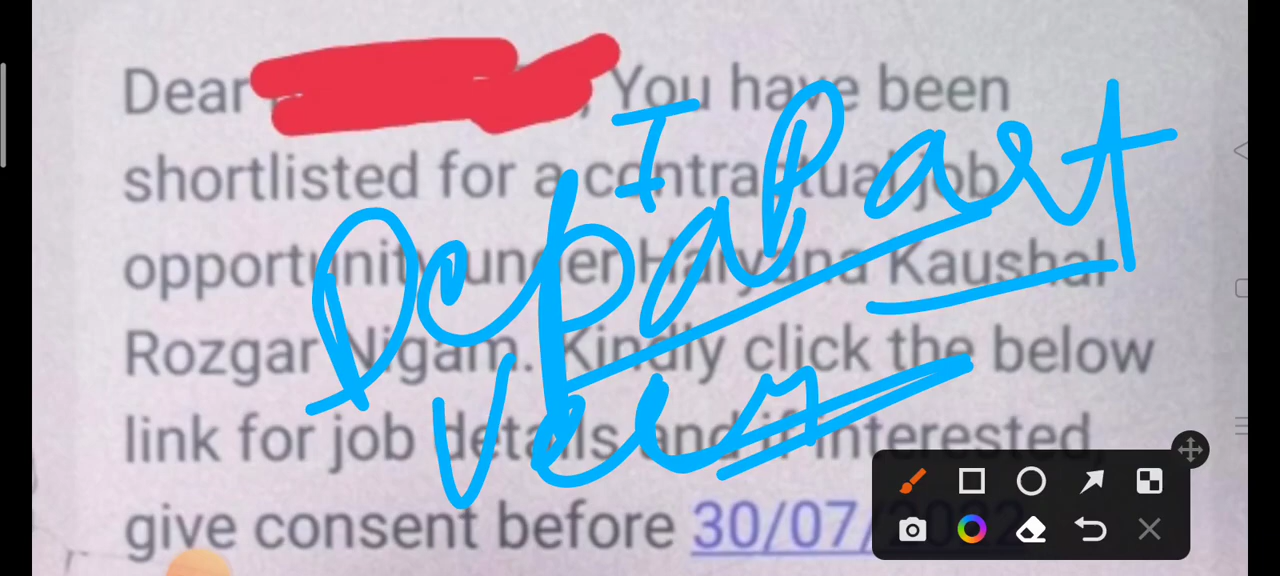 Dear , You have been
shortlisted for a contractual job
opportunity under Haryana Kaushal
Rozgar Nigam. Kindly click the below
link for job details and if interested,
give consent before 30/07/2022
I